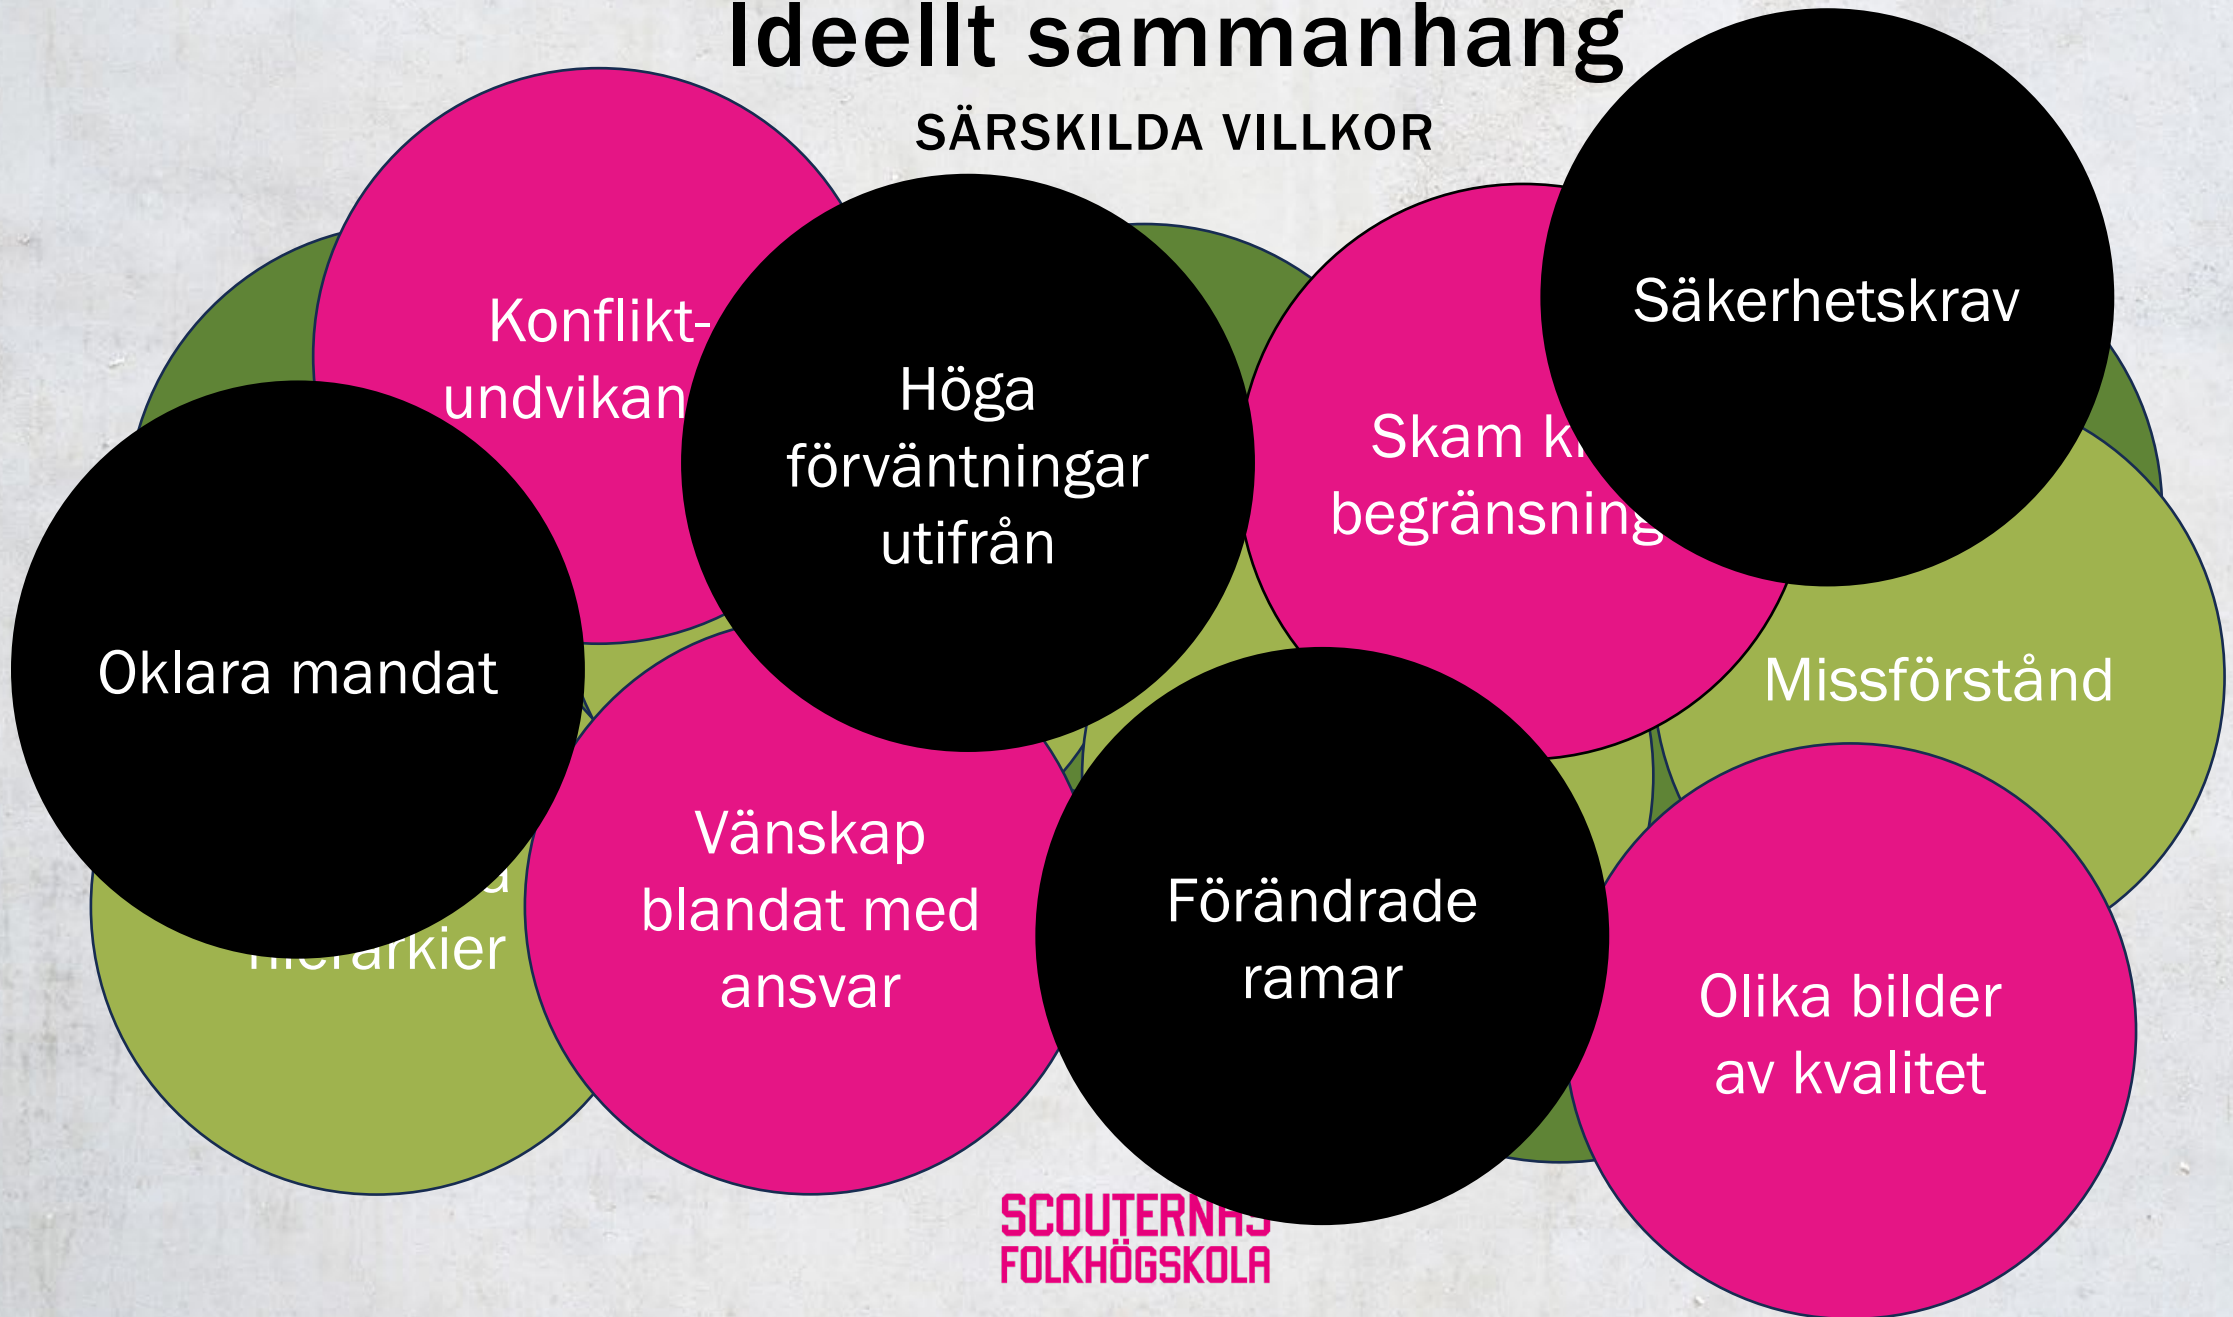 Ideellt sammanhang
SÄRSKILDA VILLKOR
Konflikt-
undvikan
Höga
förväntningar
utifrån
Skam k
begränsning
Säkerhetskrav
Oklara mandat
Missförstånd
hierarkier
Vänskap
blandat med
ansvar
Förändrade
ramar
Olika bilder
av kvalitet
SCOUTERNAS
FOLKHÖGSKOLA